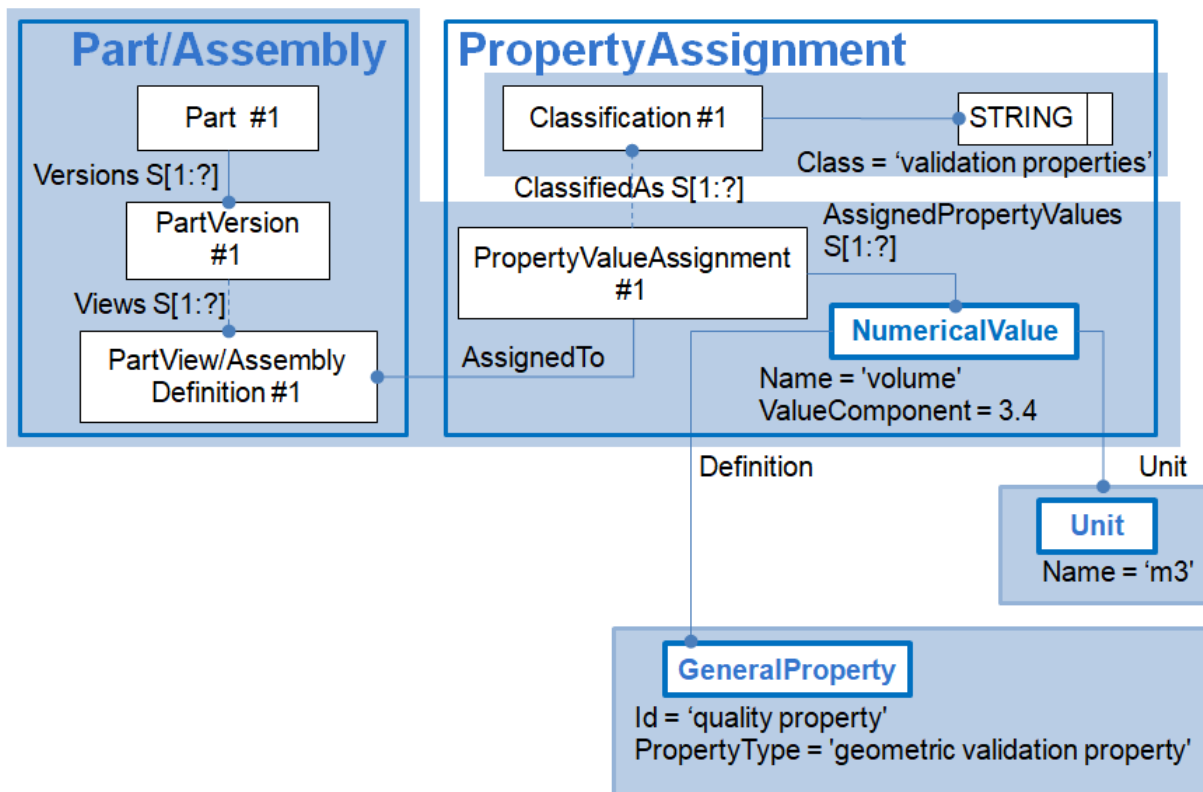 Part/Assembly
Part  #1
Versions S[1:?]
PartVersion
#1
Views S[1:?]
PartView/Assembly
Definition #1
PropertyAssignment
Classification #1
STRING
Class = ‘validation properties’
ClassifiedAs S[1:?]
AssignedPropertyValues
S[1:?]
PropertyValueAssignment
#1
AssignedTo
NumericalValue
Name = 'volume'
ValueComponent = 3.4
Definition
Unit
Unit
Name = ‘m3'
GeneralProperty
Id = ‘quality property'
PropertyType = 'geometric validation property'